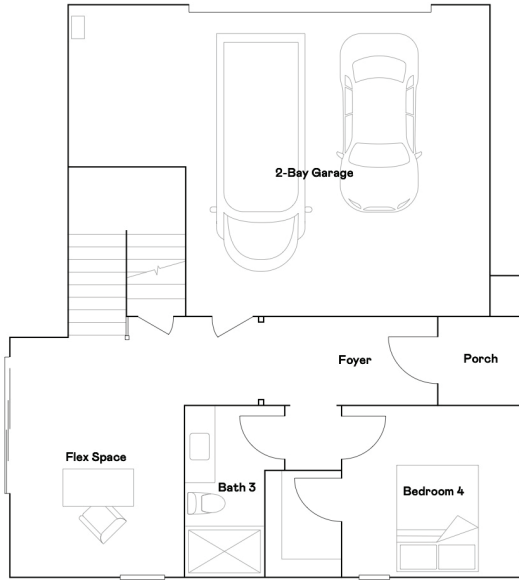 2-Bay Garage
Foyer
Porch
Flex Space
Bath 3
Bedroom 4